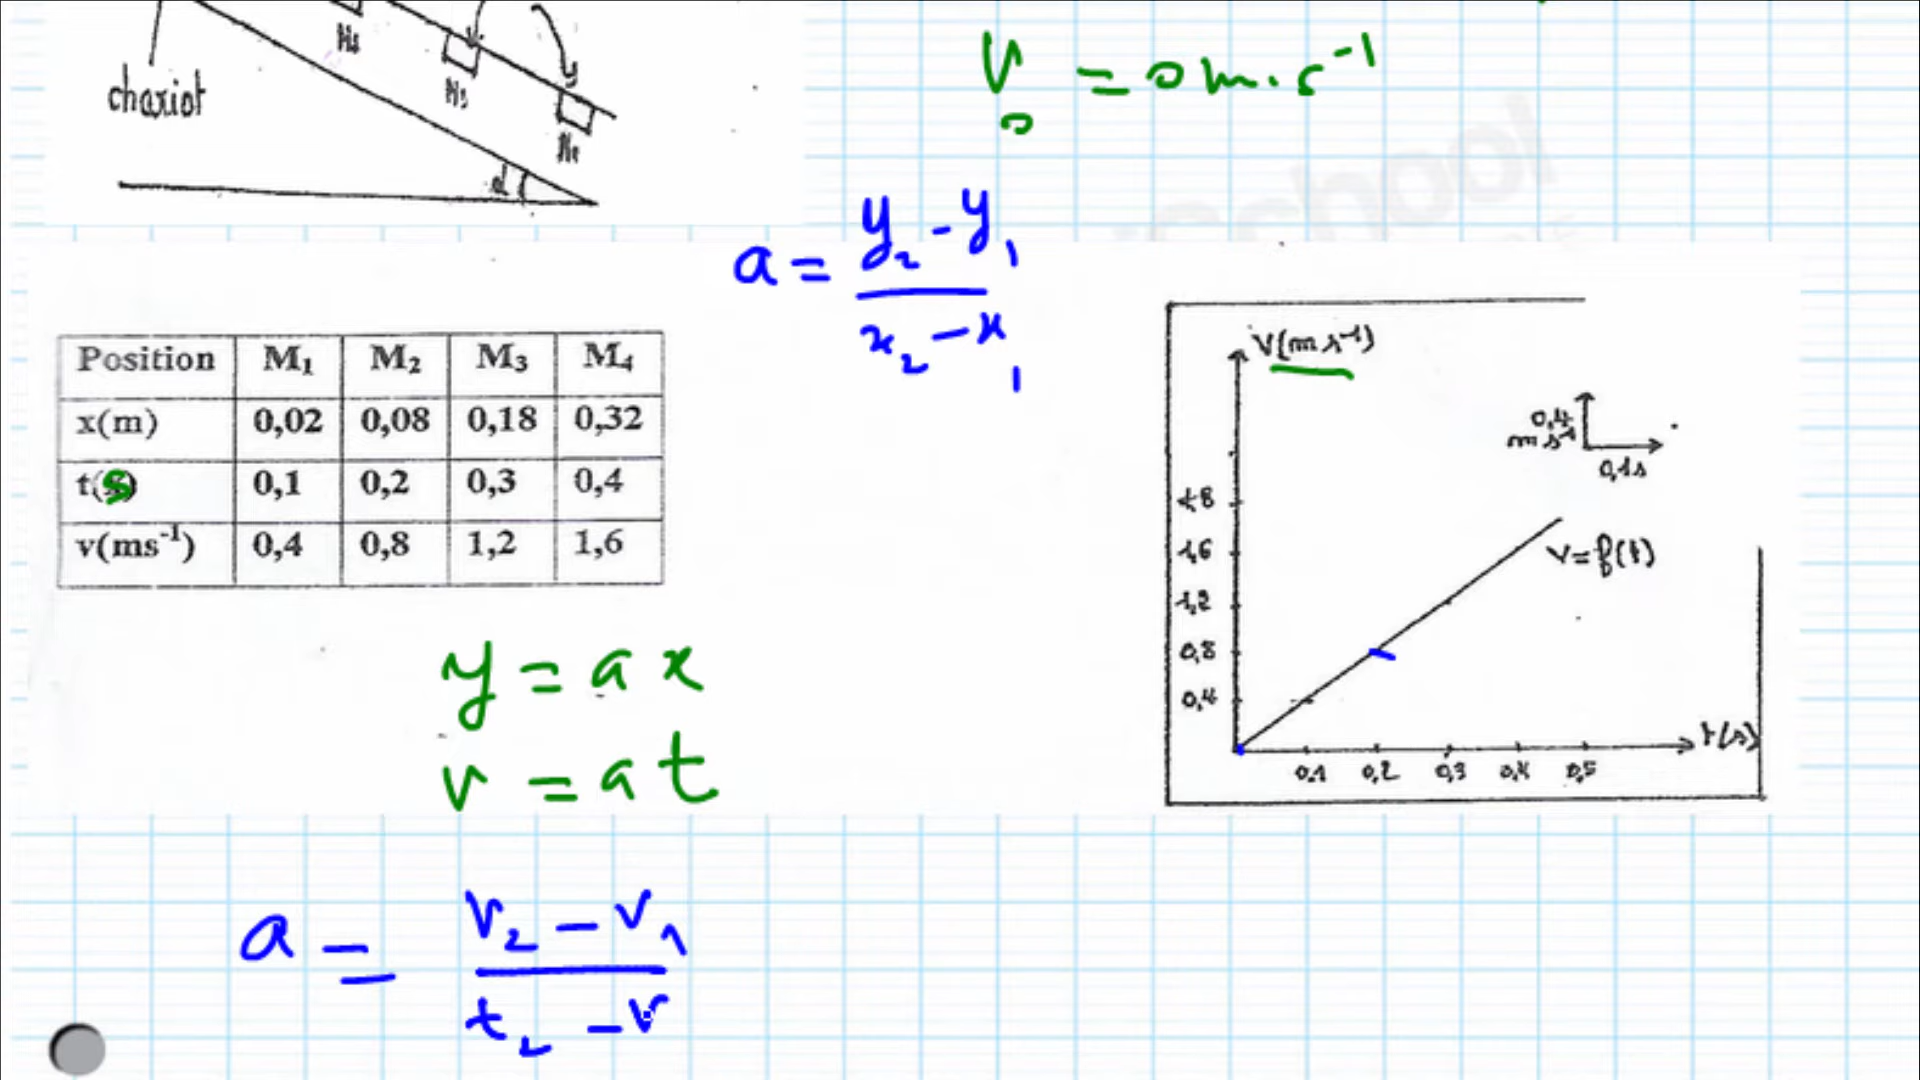 chariot
M₃
V₀ = 0 m.s⁻¹
a = (y₂ - y₁) / (x₂ - x₁)
Position M₁ M₂ M₃ M₄
x(m) 0,02 0,08 0,18 0,32
t(s) 0,1 0,2 0,3 0,4
v(ms⁻¹) 0,4 0,8 1,2 1,6
y = a x
v = a t
V(m s⁻¹)
0,4
m s⁻¹
0,1s
1,8
1,6
1,2
0,8
0,4
v=f(t)
t(s)
0,1 0,2 0,3 0,4 0,5
a = (v₂ - v₁) / (t₂ - v